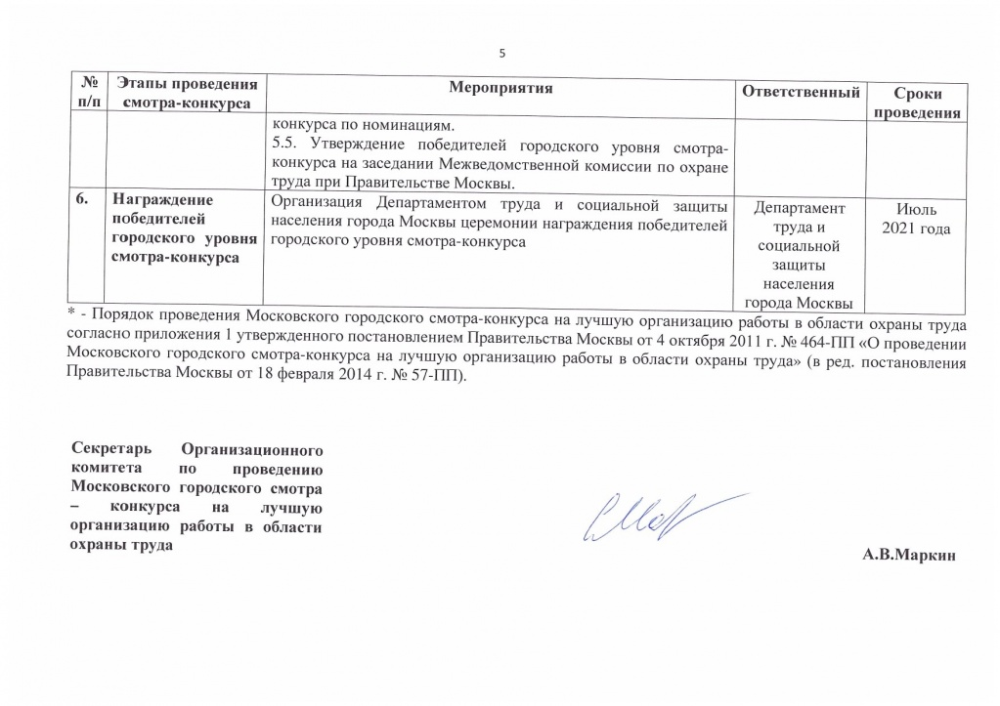 5
№ Этапы проведения Мероприятия Ответственный Сроки
п/п смотра-конкурса проведения
конкурса по номинациям.
5.5. Утверждение победителей городского уровня смотра-
конкурса на заседании Межведомственной комиссии по охране
труда при Правительстве Москвы.
6. Награждение
победителей
городского уровня
смотра-конкурса
Организация Департаментом труда и социальной защиты
населения города Москвы церемонии награждения победителей
городского уровня смотра-конкурса
Департамент
труда и
социальной
защиты
населения
города Москвы
Июль
2021 года
* - Порядок проведения Московского городского смотра-конкурса на лучшую организацию работы в области охраны труда
согласно приложения 1 утвержденного постановлением Правительства Москвы от 4 октября 2011 г. № 464-ПП «О проведении
Московского городского смотра-конкурса на лучшую организацию работы в области охраны труда» (в ред. постановления
Правительства Москвы от 18 февраля 2014 г. № 57-ПП).
Секретарь Организационного
комитета по проведению
Московского городского смотра
– конкурса на лучшую
организацию работы в области
охраны труда
А.В.Маркин